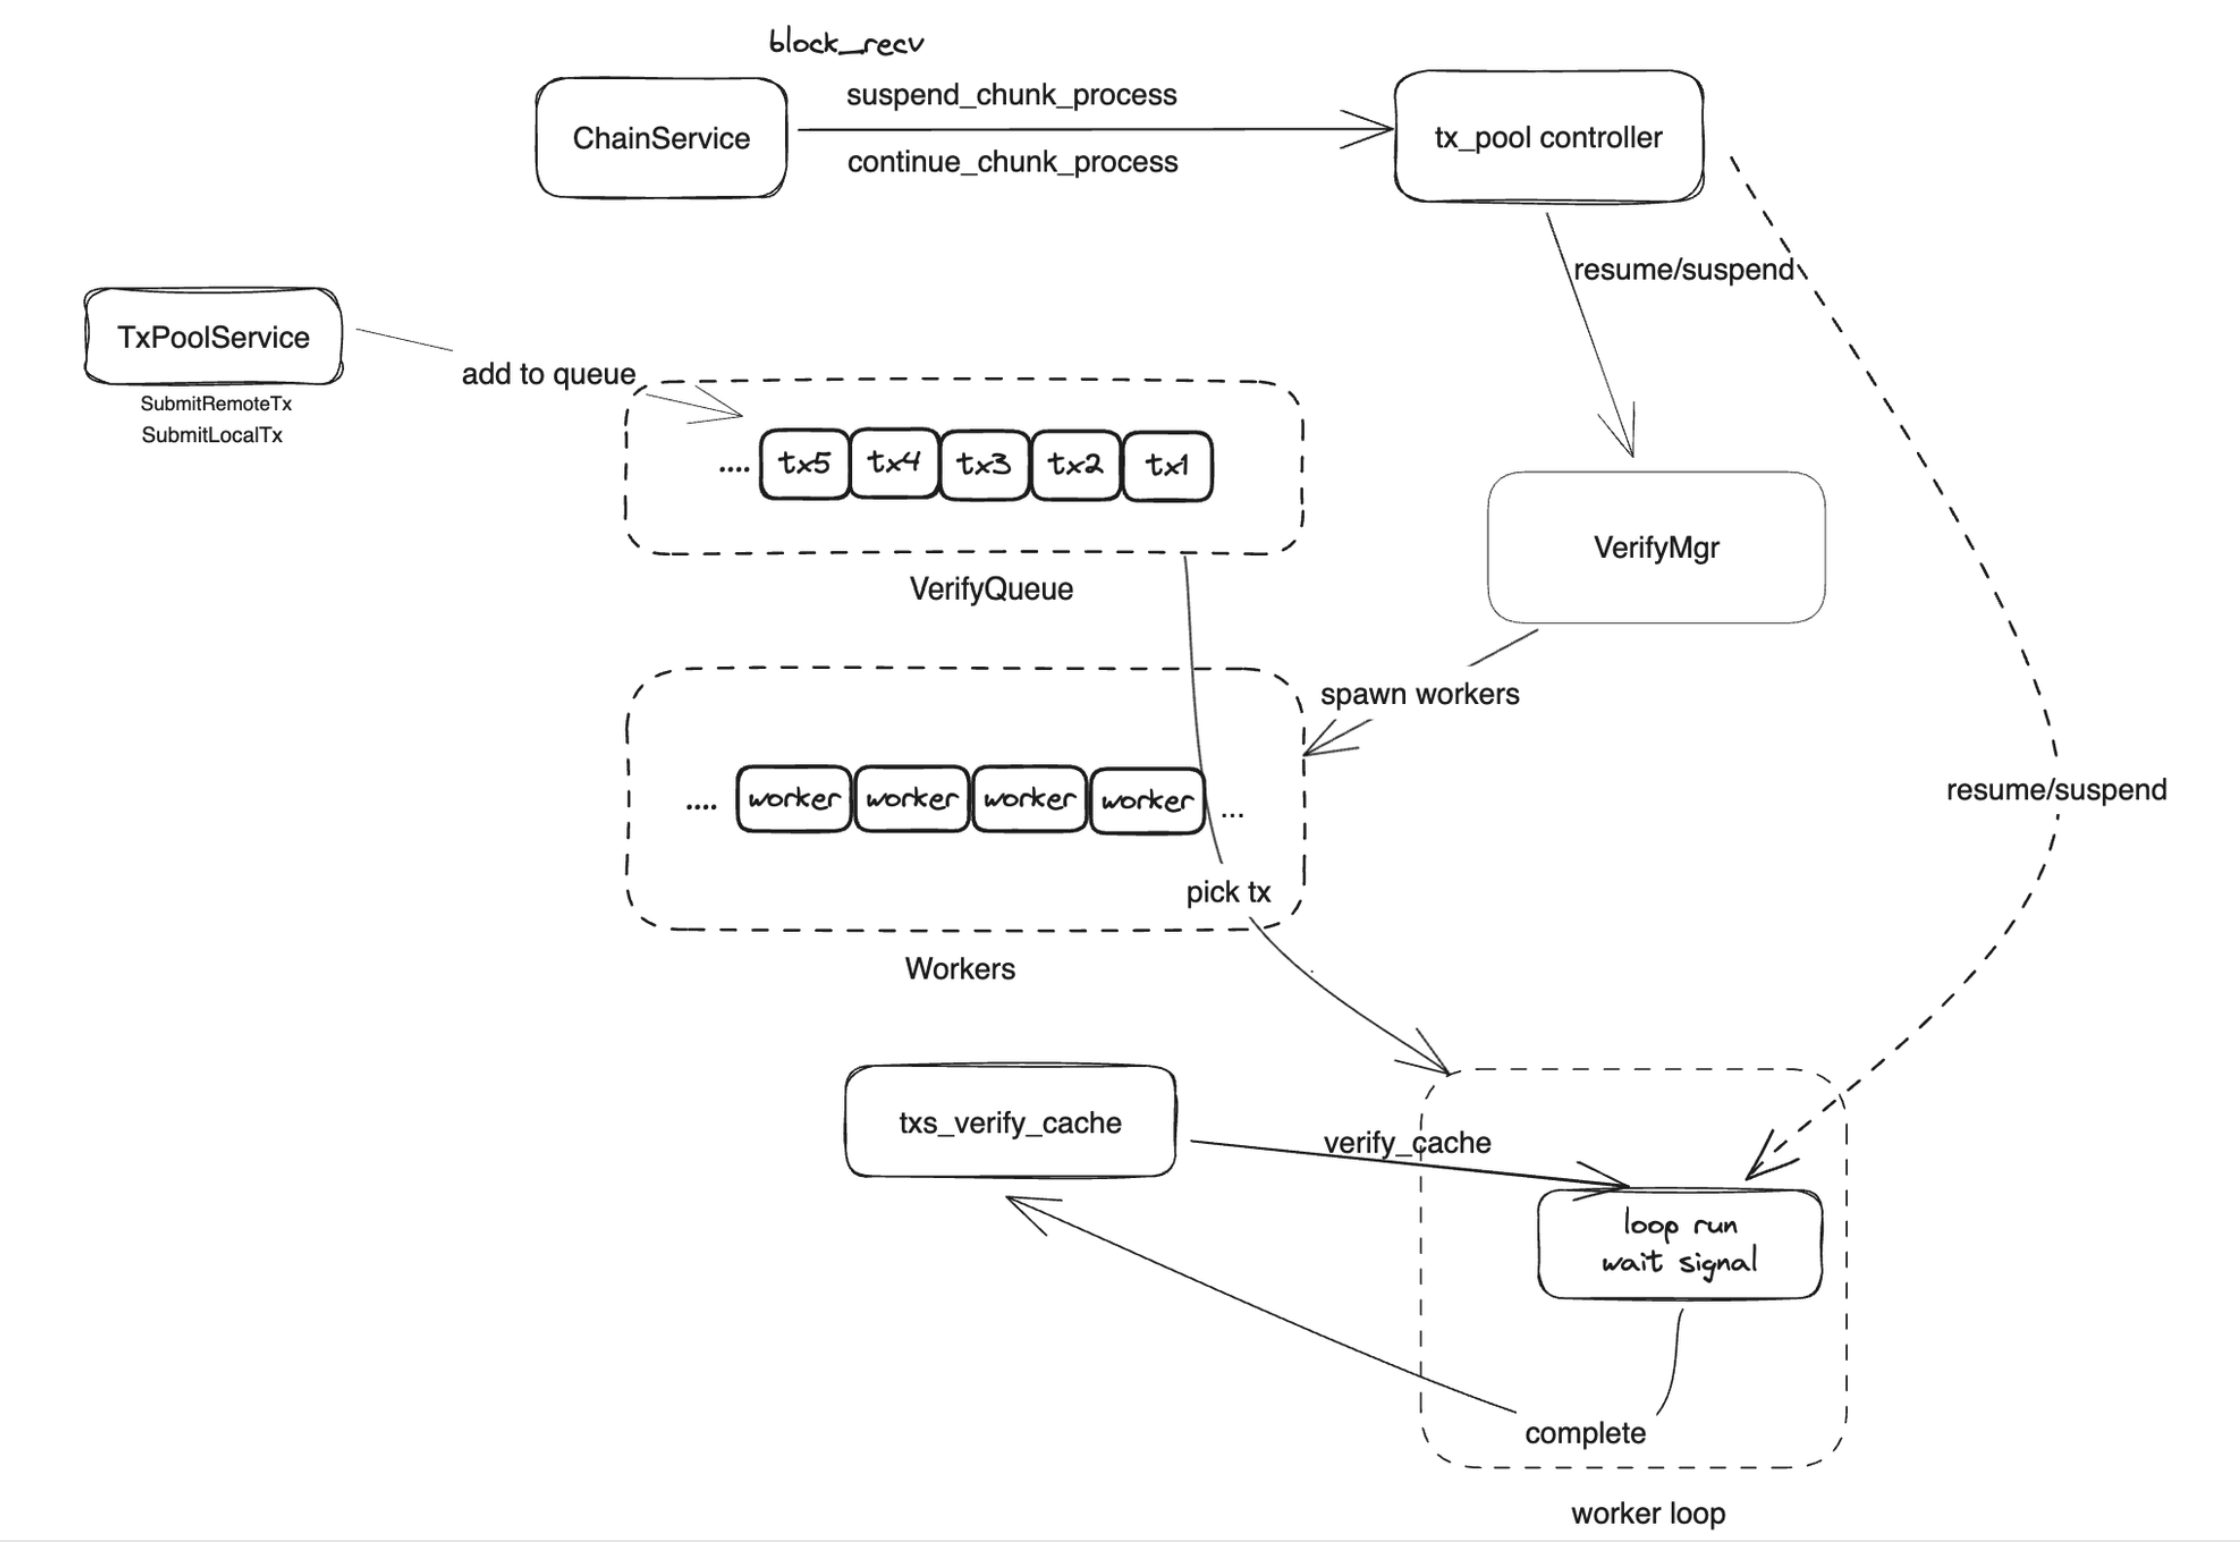 block_recv
suspend_chunk_process
ChainService
tx_pool controller
continue_chunk_process
resume/suspend
TxPoolService
add to queue
SubmitRemoteTx
SubmitLocalTx
.... tx5 tx4 tx3 tx2 tx1
VerifyMgr
VerifyQueue
spawn workers
.... worker worker worker worker ...
resume/suspend
pick tx
Workers
txs_verify_cache
verify_cache
loop run
wait signal
complete
worker loop